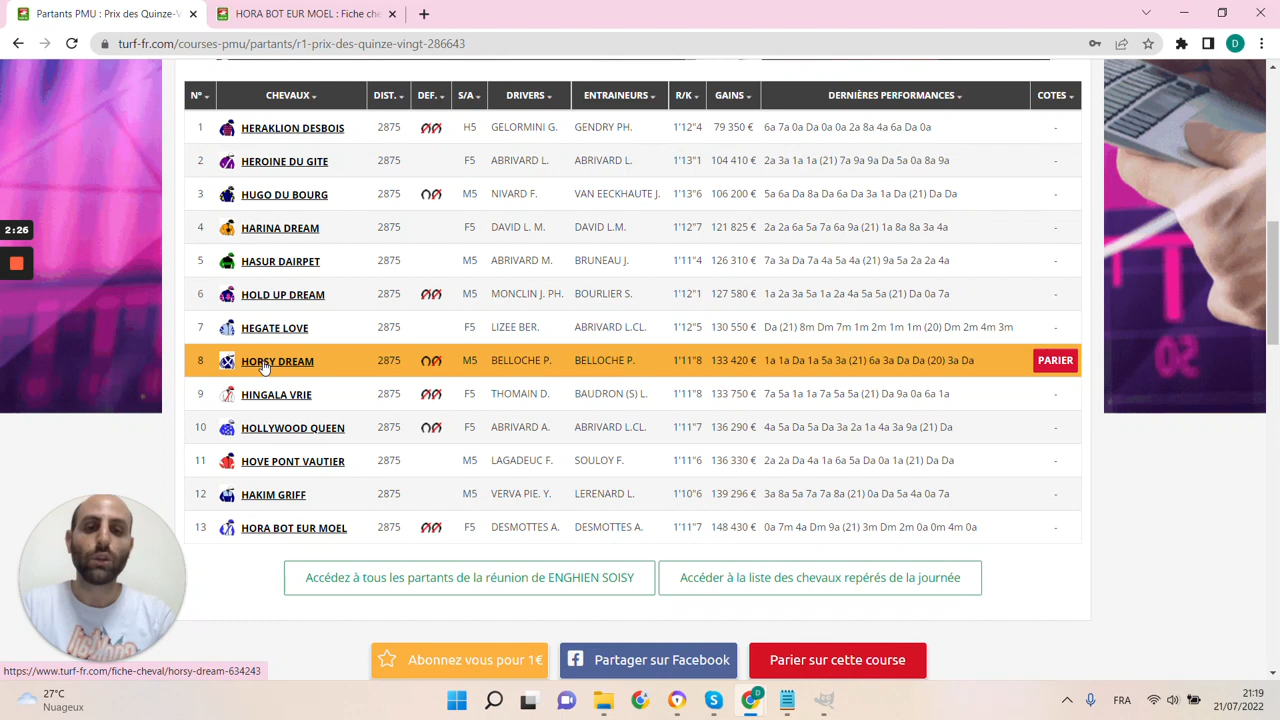 Partants PMU : Prix des Quinze-V
HORA BOT EUR MOEL : Fiche che
turf-fr.com/courses-pmu/partants/r1-prix-des-quinze-vingt-286643
D
N° CHEVAUX DIST. DEF. S/A DRIVERS ENTRAINEURS R/K GAINS DERNIÈRES PERFORMANCES COTES
1 HERAKLION DESBOIS 2875 H5 GELORMINI G. GENDRY PH. 1'12"4 79 350 € 6a 7a 0a Da 0a 0a 2a 8a 4a 6a Da 0a -
2 HEROINE DU GITE 2875 F5 ABRIVARD L. ABRIVARD L. 1'13"1 104 410 € 2a 3a 1a 1a (21) 7a 9a 9a Da 5a 0a 8a 9a -
3 HUGO DU BOURG 2875 M5 NIVARD F. VAN EECKHAUTE J. 1'13"6 106 200 € 5a 6a Da 8a Da 6a Da 3a 1a Da (21) Da Da -
4 HARINA DREAM 2875 F5 DAVID L. M. DAVID L.M. 1'12"7 121 825 € 2a 2a 6a 5a 7a 6a 9a (21) 1a 8a 8a 3a 4a -
5 HASUR DAIRPET 2875 M5 ABRIVARD M. BRUNEAU J. 1'11"4 126 310 € 7a 3a Da 7a 4a 5a 4a (21) 9a 5a 2a 2a 4a -
6 HOLD UP DREAM 2875 M5 MONCLIN J. PH. BOURLIER S. 1'12"1 127 580 € 1a 2a 3a 5a 1a 2a 4a 5a 5a (21) Da 0a 7a -
7 HEGATE LOVE 2875 F5 LIZEE BER. ABRIVARD L.CL. 1'12"5 130 550 € Da (21) 8m Dm 7m 1m 2m 1m 1m (20) Dm 2m 4m 3m -
8 HORSY DREAM 2875 M5 BELLOCHE P. BELLOCHE P. 1'11"8 133 420 € 1a 1a Da 1a 5a 3a (21) 6a 3a Da Da (20) 3a Da PARIER
9 HINGALA VRIE 2875 F5 THOMAIN D. BAUDRON (S) L. 1'11"8 133 750 € 7a 5a 1a 1a 7a 5a 5a (21) Da 9a 0a 6a 1a -
10 HOLLYWOOD QUEEN 2875 F5 ABRIVARD A. ABRIVARD L.CL. 1'11"7 136 290 € 4a 5a Da 5a Da 3a 2a 1a 4a 3a 9a (21) Da -
11 HOVE PONT VAUTIER 2875 M5 LAGADEUC F. SOULOY F. 1'11"6 136 330 € 2a 2a Da 4a 1a 6a 5a Da 0a 1a (21) Da Da -
12 HAKIM GRIFF 2875 M5 VERVA PIE. Y. LERENARD L. 1'10"6 139 296 € 3a 8a 5a 3a 7a 8a (21) 0a Da 5a 4a 0a 7a -
13 HORA BOT EUR MOEL 2875 F5 DESMOTTES A. DESMOTTES A. 1'11"7 148 430 € 0a 7m 4a Dm 9a (21) 3m Dm 2m 0a 0m 4m 0a -
2:26
Accédez à tous les partants de la réunion de ENGHIEN SOISY
Accéder à la liste des chevaux repérés de la journée
Abonnez vous pour 1€
Partager sur Facebook
Parier sur cette course
https://www.turf-fr.com/fiche-cheval/horsy-dream-634243
27°C
Nuageux
FRA
21:19
21/07/2022